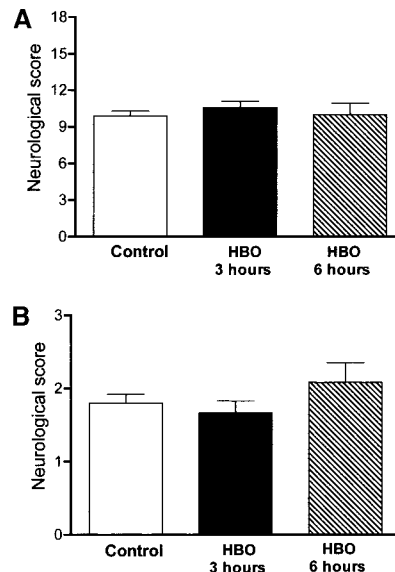 A
Neurological score
18
15
12
9
6
3
0
Control
HBO
3 hours
HBO
6 hours
B
Neurological score
3
2
1
0
Control
HBO
3 hours
HBO
6 hours